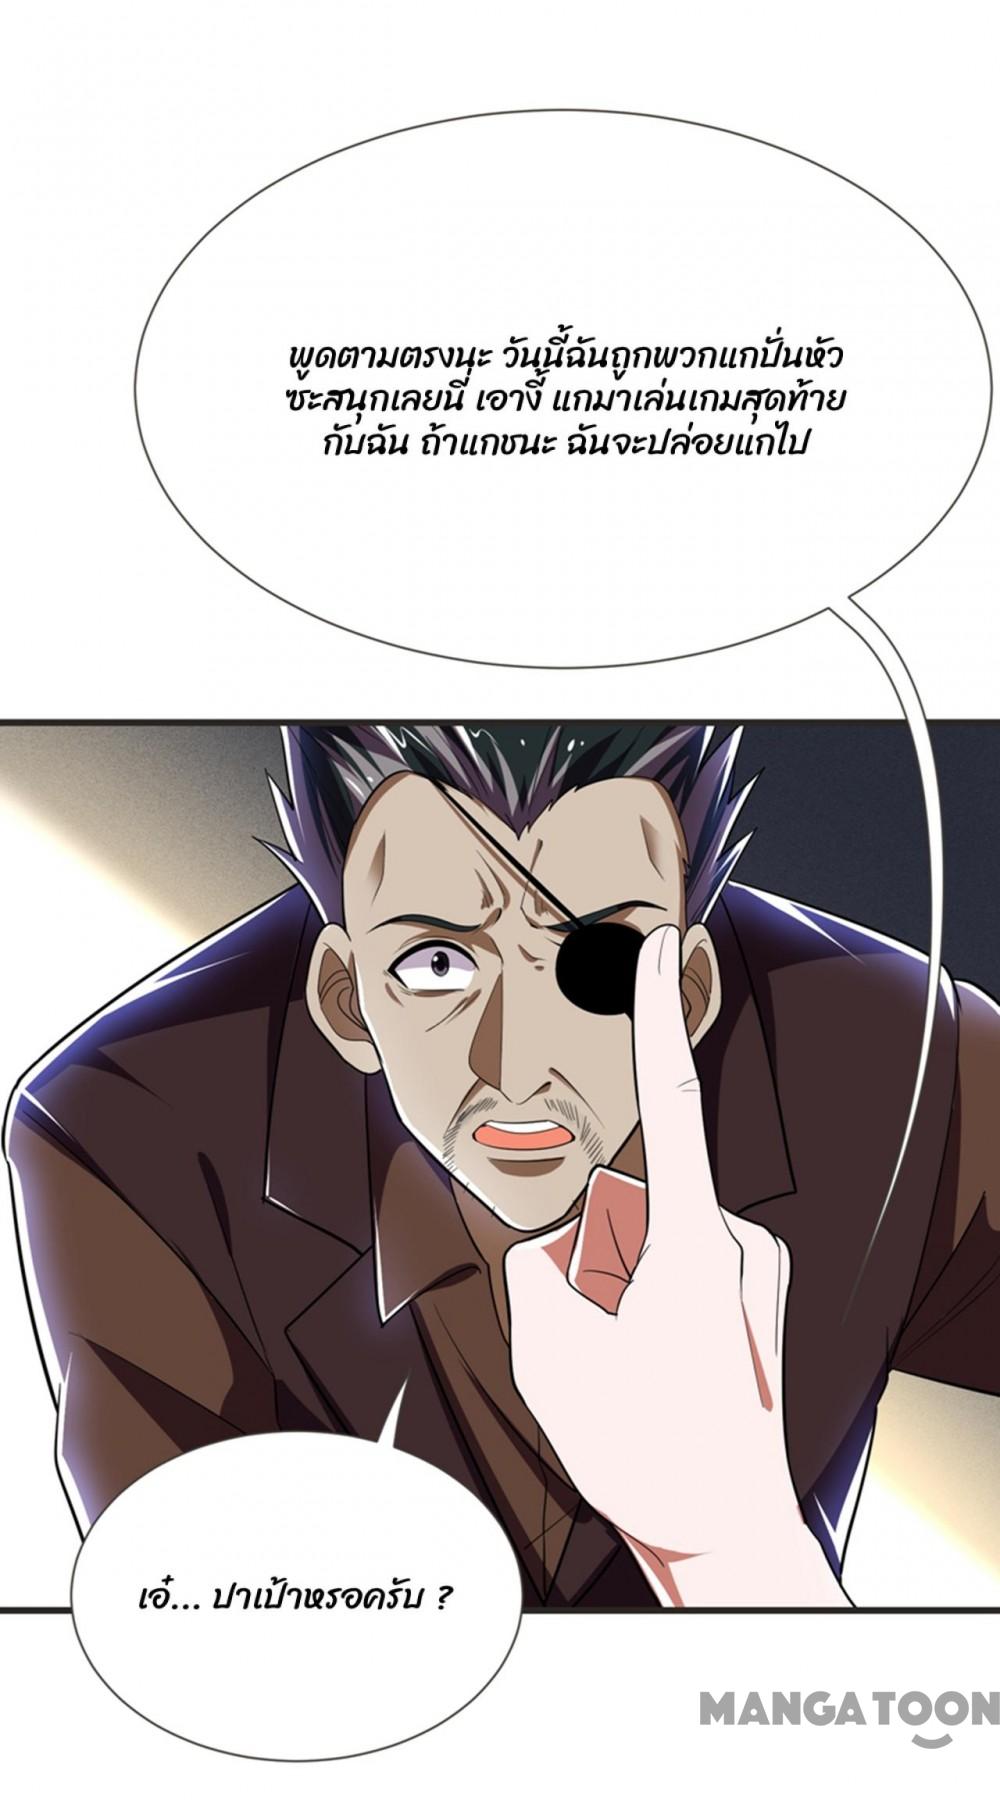 พูดตามตรงนะ วันนี้ฉันถูกพวกแกปั่นหัว
ซะสนุกเลยนี่ เอางี้ แกมาเล่นเกมสุดท้าย
กับฉัน ถ้าแกชนะ ฉันจะปล่อยแกไป
เอ๋... ปาเป้าหรอครับ ?
MANGATOON